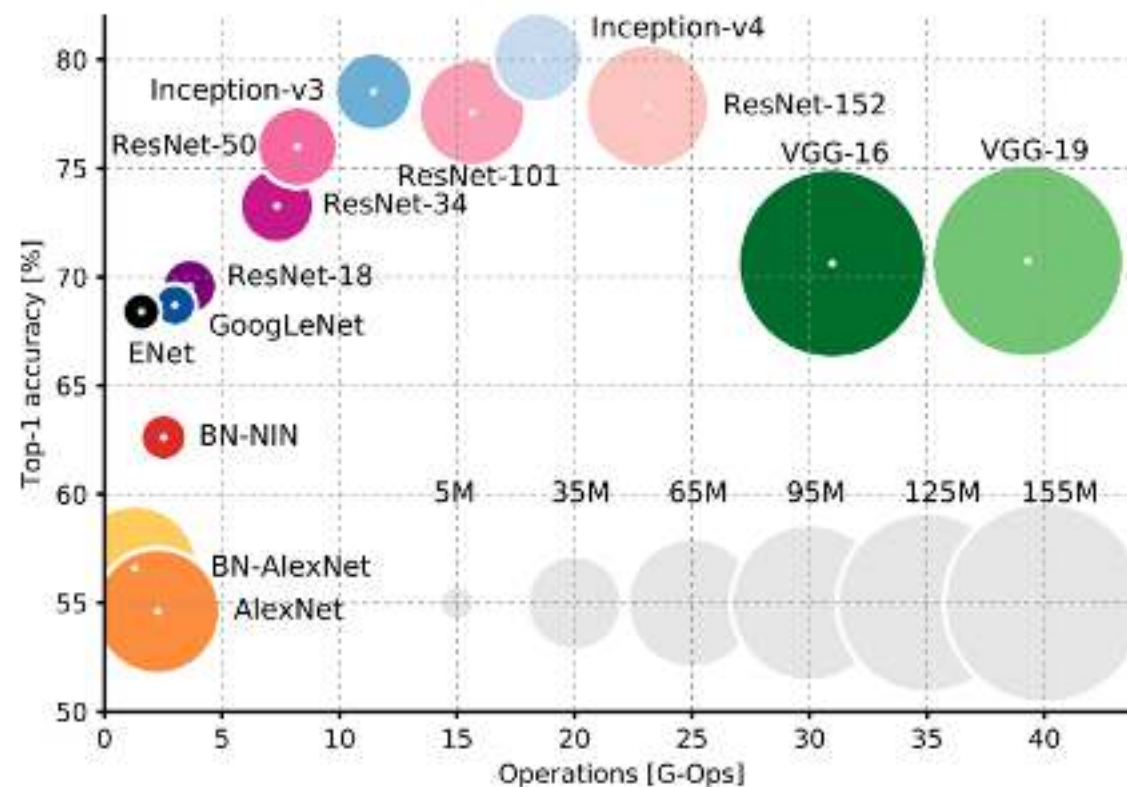 Inception-v4
80
Inception-v3
ResNet-152
ResNet-50
VGG-16
VGG-19
75
ResNet-101
ResNet-34
Top-1 accuracy [%]
70
ResNet-18
GoogLeNet
ENet
65
BN-NIN
60
5M 35M 65M 95M 125M 155M
BN-AlexNet
55
AlexNet
50
0 5 10 15 20 25 30 35 40
Operations [G-Ops]